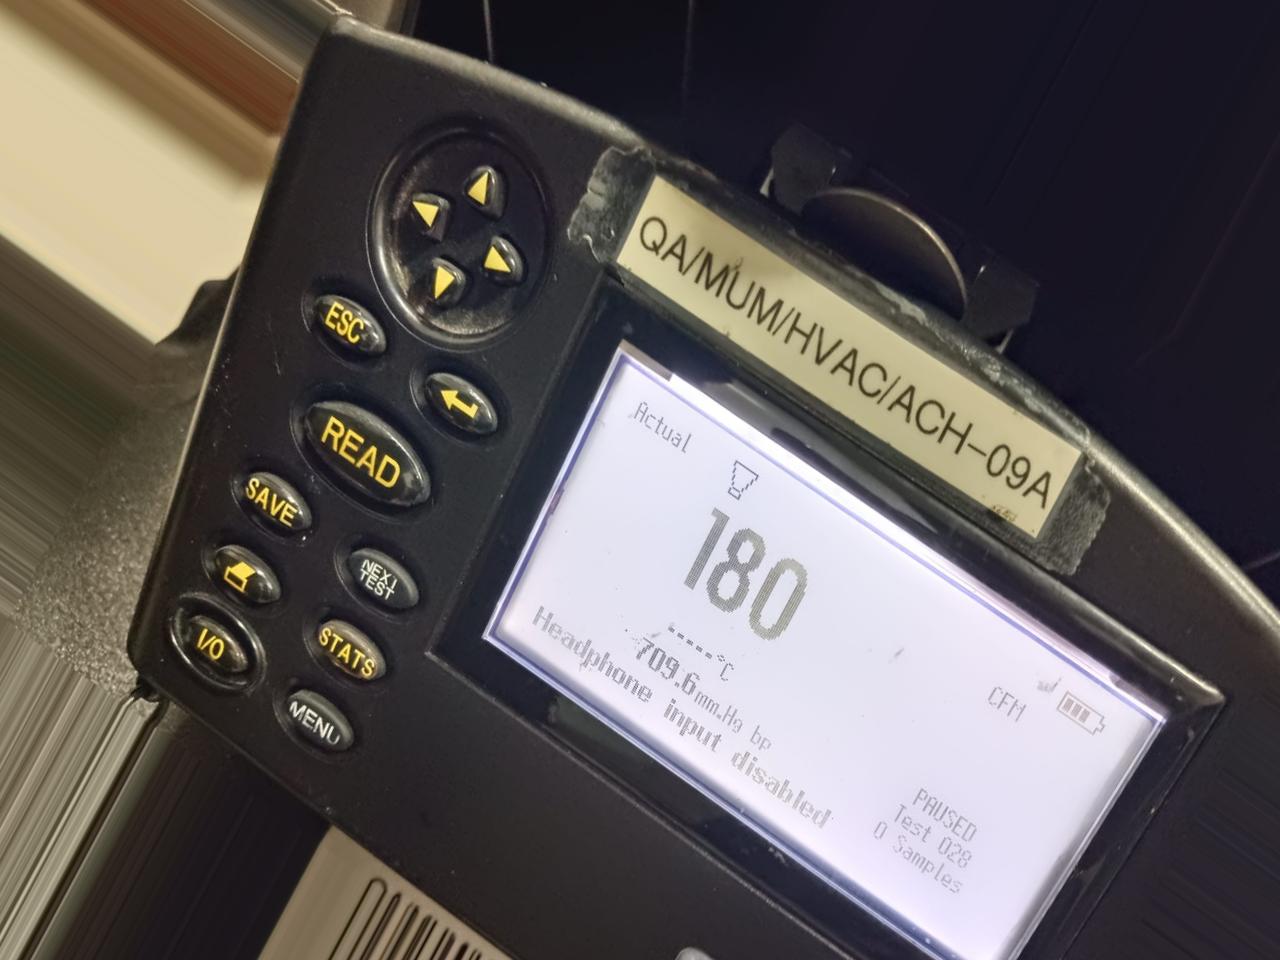 QA/MUM/HVAC/ACH-09A
ESC
READ
SAVE
NEXT
TEST
I/O
STATS
MENU
Actual
180
CFM
-----°C
709.6mm.Hg bp
Headphone input disabled
PAUSED
Test 028
0 Samples